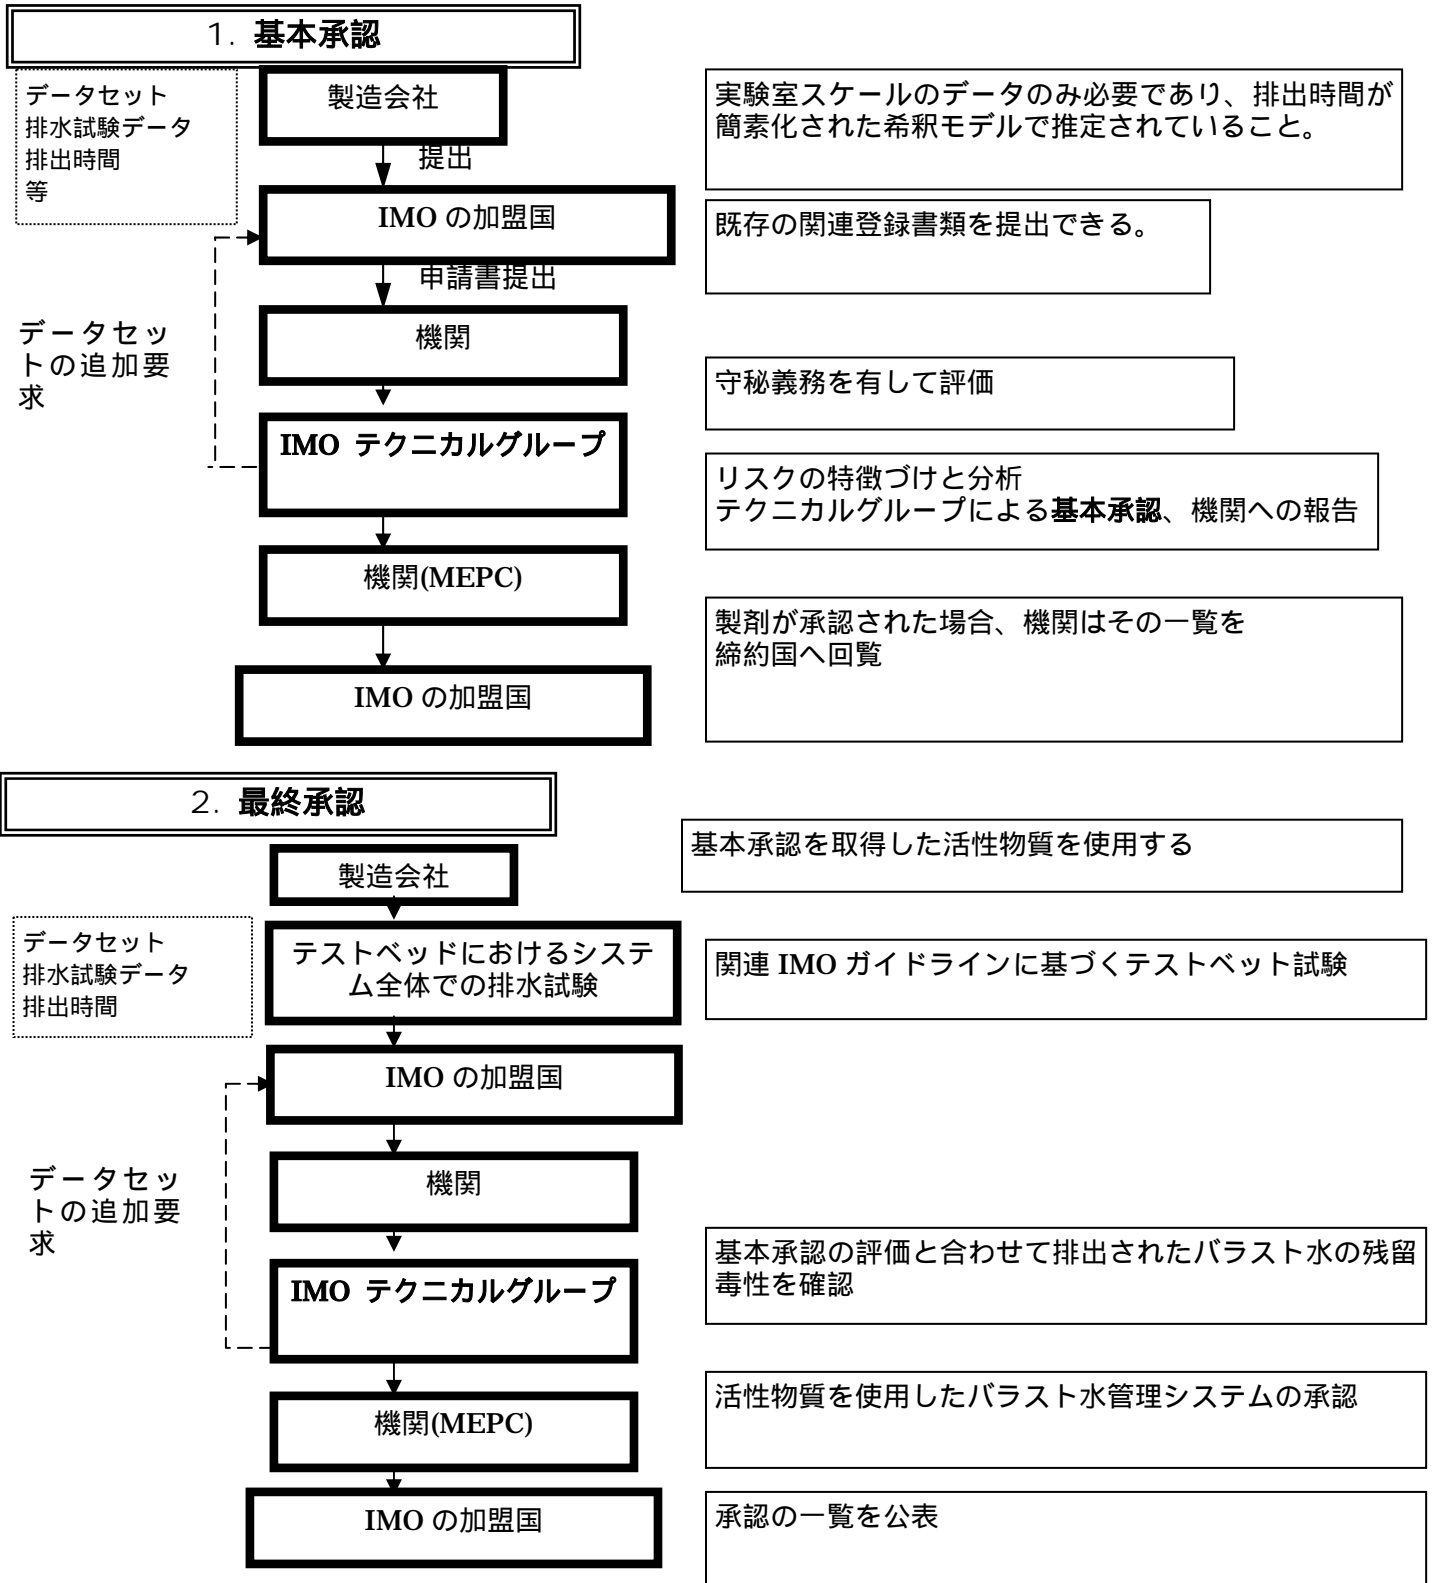 1. 基本承認
データセット
排水試験データ
排出時間
等
製造会社
実験室スケールのデータのみ必要であり、排出時間が
簡素化された希釈モデルで推定されていること。
提出
IMO の加盟国
既存の関連登録書類を提出できる。
申請書提出
機関
データセッ
トの追加要
求
守秘義務を有して評価
IMO テクニカルグループ
リスクの特徴づけと分析
テクニカルグループによる基本承認、機関への報告
機関(MEPC)
製剤が承認された場合、機関はその一覧を
締約国へ回覧
IMO の加盟国
2. 最終承認
製造会社
基本承認を取得した活性物質を使用する
データセット
排水試験データ
排出時間
テストベッドにおけるシステ
ム全体での排水試験
関連 IMO ガイドラインに基づくテストベット試験
IMO の加盟国
機関
データセッ
トの追加要
求
IMO テクニカルグループ
基本承認の評価と合わせて排出されたバラスト水の残留
毒性を確認
機関(MEPC)
活性物質を使用したバラスト水管理システムの承認
IMO の加盟国
承認の一覧を公表